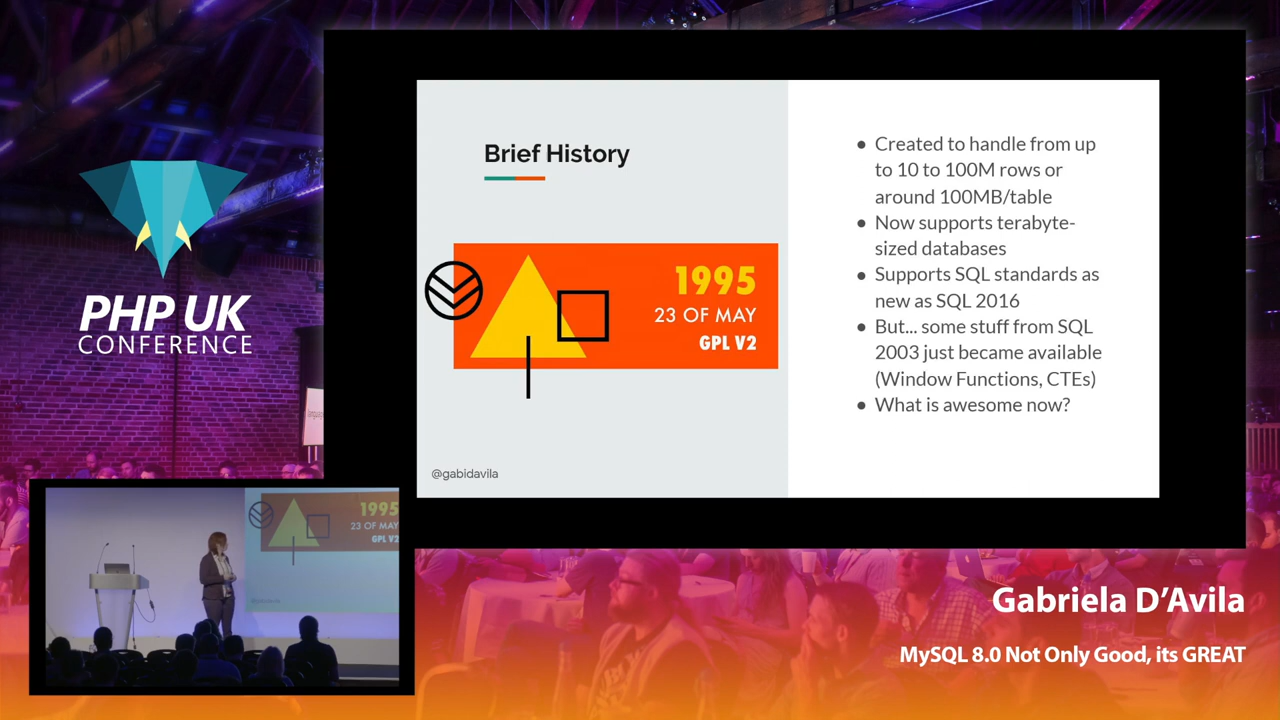 PHP UK
CONFERENCE
Brief History
1995
23 OF MAY
GPL V2
@gabidavila
● Created to handle from up
to 10 to 100M rows or
around 100MB/table
● Now supports terabyte-
sized databases
● Supports SQL standards as
new as SQL 2016
● But... some stuff from SQL
2003 just became available
(Window Functions, CTEs)
● What is awesome now?
1995
23 OF MAY
GPL V2
@gabidavila
Gabriela D’Avila
MySQL 8.0 Not Only Good, its GREAT